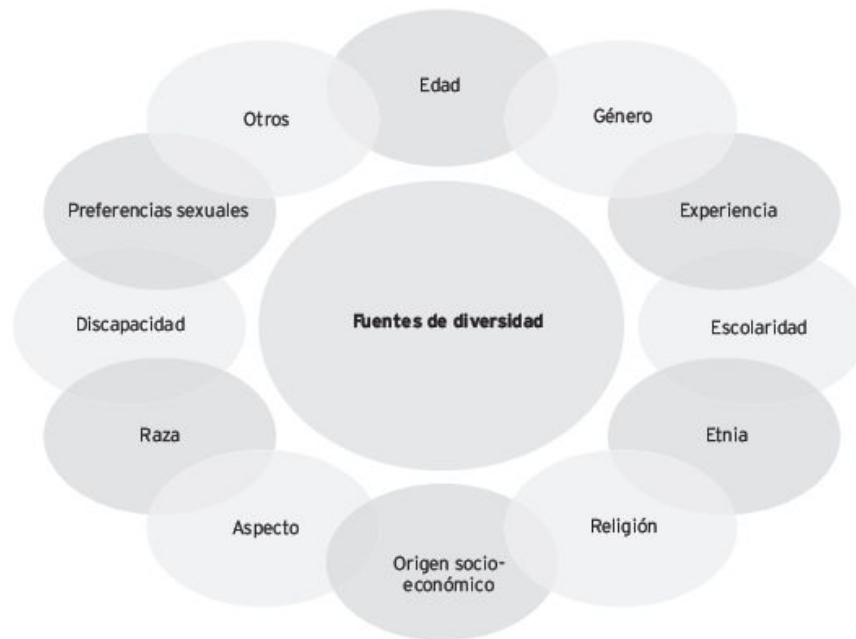 Edad
Género
Experiencia
Escolaridad
Etnia
Religión
Origen socio-
económico
Aspecto
Raza
Discapacidad
Preferencias sexuales
Otros
Fuentes de diversidad